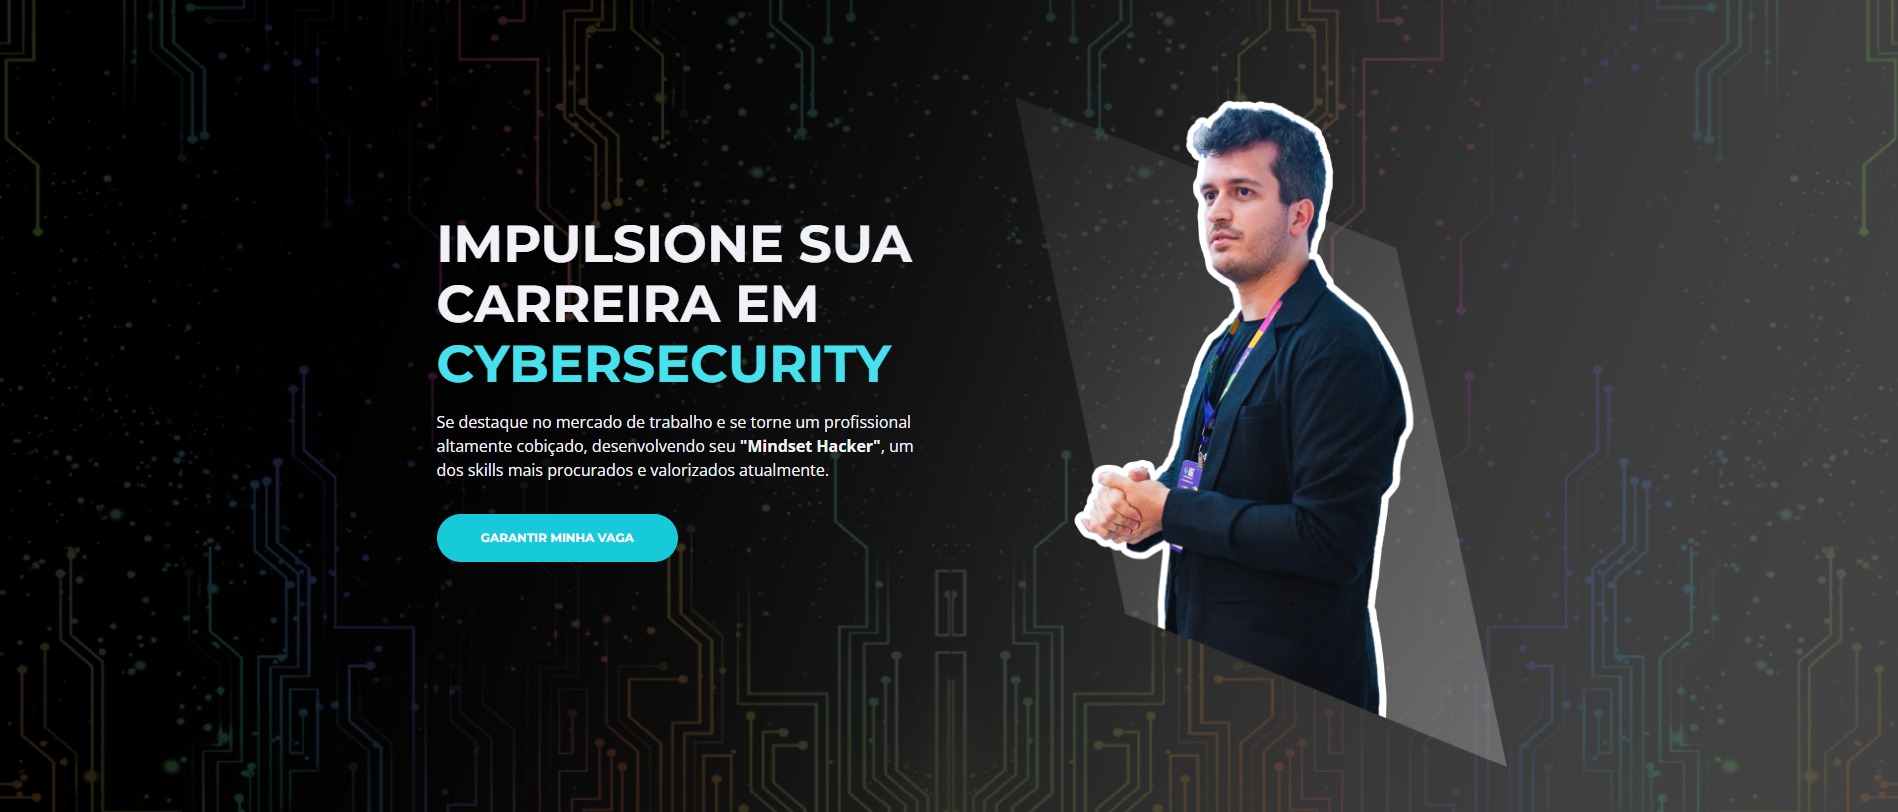 IMPULSIONE SUA
CARREIRA EM
CYBERSECURITY
Se destaque no mercado de trabalho e se torne um profissional
altamente cobiçado, desenvolvendo seu "Mindset Hacker", um
dos skills mais procurados e valorizados atualmente.
GARANTIR MINHA VAGA